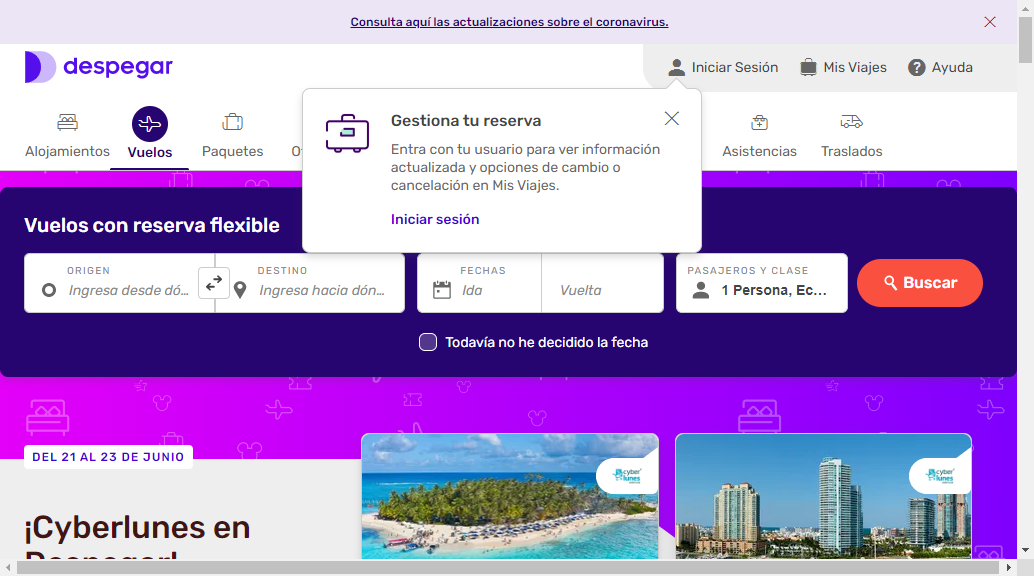 Consulta aquí las actualizaciones sobre el coronavirus.
despegar
Iniciar Sesión
Mis Viajes
Ayuda
Alojamientos
Vuelos
Paquetes
Asistencias
Traslados
Gestiona tu reserva
Entra con tu usuario para ver información
actualizada y opciones de cambio o
cancelación en Mis Viajes.
Iniciar sesión
Vuelos con reserva flexible
ORIGEN
Ingresa desde dó...
DESTINO
Ingresa hacia dón...
FECHAS
Ida
Vuelta
PASAJEROS Y CLASE
1 Persona, Ec...
Buscar
Todavía no he decidido la fecha
DEL 21 AL 23 DE JUNIO
¡Cyberlunes en
Despegar!
cyber
lunes
cyber
lunes